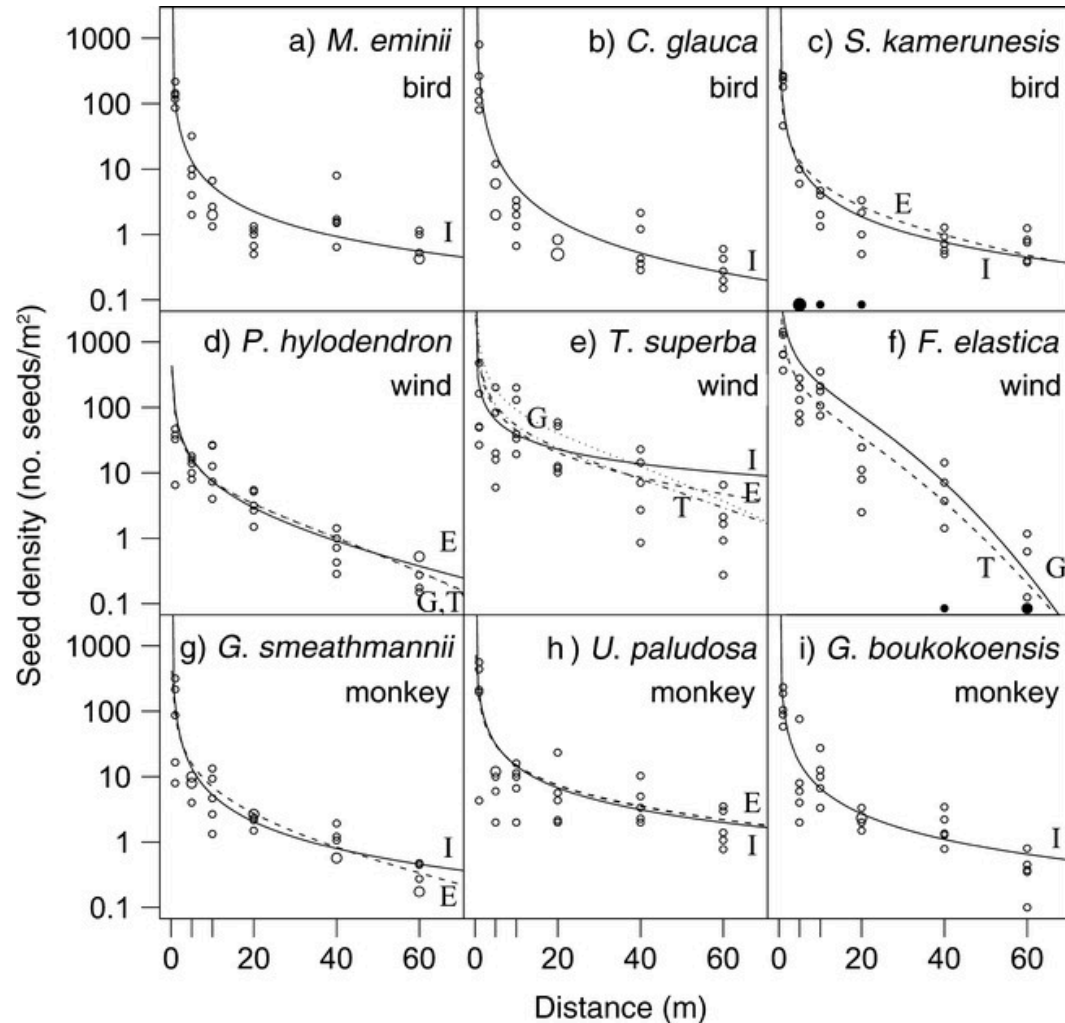 Seed density (no. seeds/m²)
1000
100
10
1
0.1
a) M. eminii
bird
I
b) C. glauca
bird
I
c) S. kamerunesis
bird
E
I
1000
100
10
1
0.1
d) P. hylodendron
wind
E
G,T
e) T. superba
wind
G
I
E
T
f) F. elastica
wind
T
G
1000
100
10
1
0.1
g) G. smeathmannii
monkey
I
E
h) U. paludosa
monkey
E
I
i) G. boukokoensis
monkey
I
0 20 40 60 0 20 40 60 0 20 40 60
Distance (m)